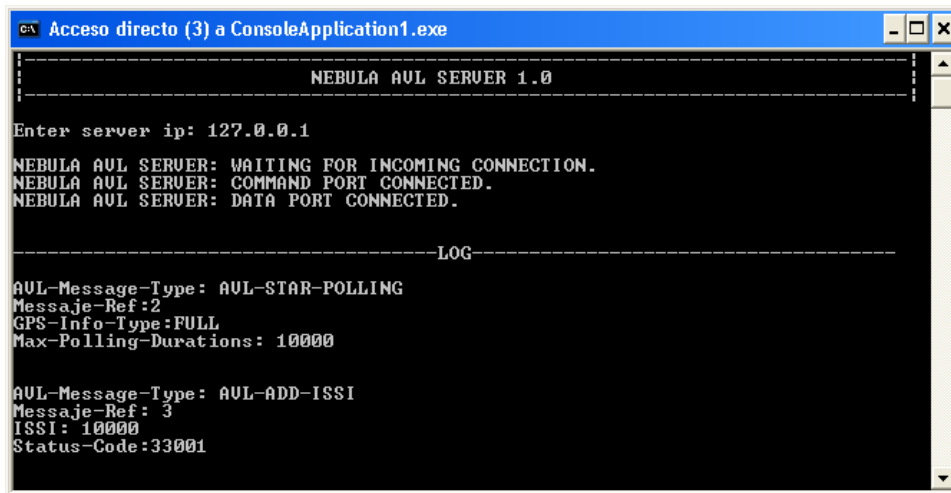 Acceso directo (3) a ConsoleApplication1.exe
NEBULA AVL SERVER 1.0
Enter server ip: 127.0.0.1
NEBULA AVL SERVER: WAITING FOR INCOMING CONNECTION.
NEBULA AVL SERVER: COMMAND PORT CONNECTED.
NEBULA AVL SERVER: DATA PORT CONNECTED.
LOG
AVL-Message-Type: AVL-STAR-POLLING
Messaje-Ref:2
GPS-Info-Type:FULL
Max-Polling-Durations: 10000
AVL-Message-Type: AVL-ADD-ISSI
Messaje-Ref: 3
ISSI: 10000
Status-Code:33001